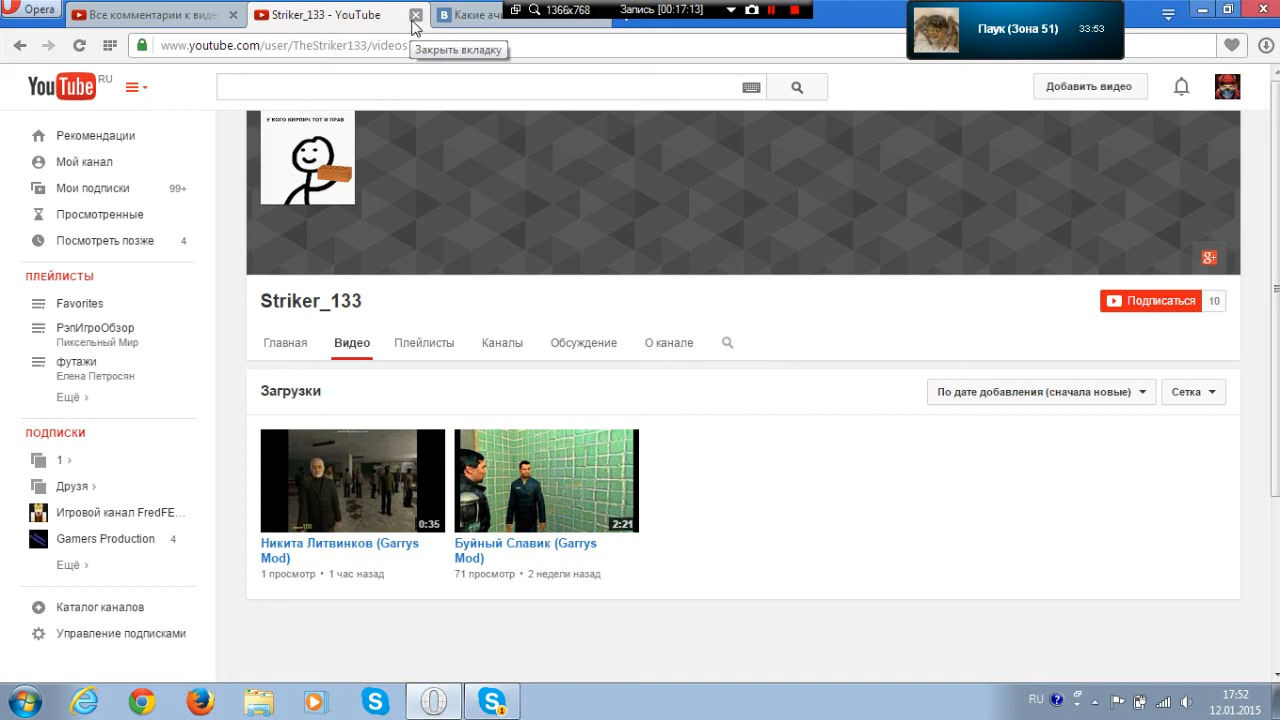 Opera
Все комментарии к видео
Striker_133 - YouTube
Какие ачи
1366x768
Запись [00:17:13]
Паук (Зона 51)
33:53
www.youtube.com/user/TheStriker133/videos
Закрыть вкладку
YouTube RU
Добавить видео
У КОГО КИРПИЧ ТОТ И ПРАВ
Рекомендации
Мой канал
Мои подписки 99+
Просмотренные
Посмотреть позже 4
ПЛЕЙЛИСТЫ
Favorites
РэпИгроОбзор
Пиксельный Мир
футажи
Елена Петросян
Ещё ›
ПОДПИСКИ
1 ›
Друзя ›
Игровой канал FredFE...
Gamers Production 4
Ещё ›
Каталог каналов
Управление подписками
g+
Striker_133
Подписаться 10
Главная
Видео
Плейлисты
Каналы
Обсуждение
О канале
Загрузки
По дате добавления (сначала новые)
Сетка
0:35
2:21
Никита Литвинков (Garrys
Mod)
1 просмотр • 1 час назад
Буйный Славик (Garrys
Mod)
71 просмотр • 2 недели назад
RU
17:52
12.01.2015